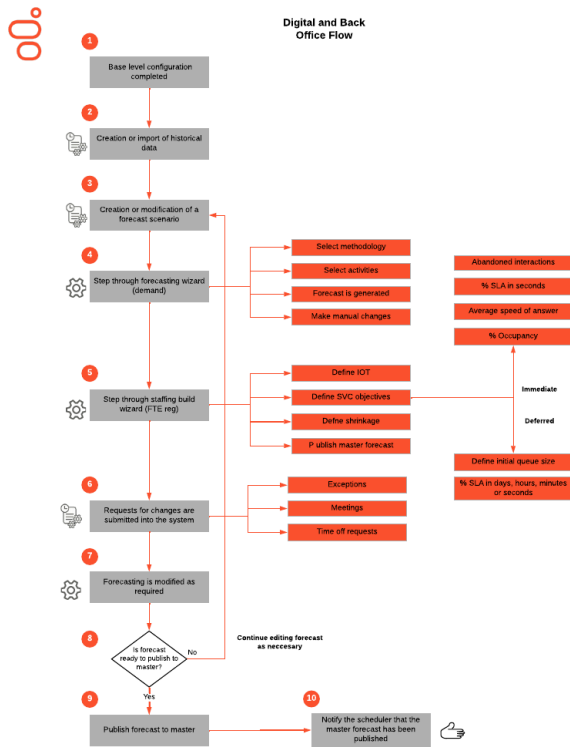 Digital and Back
Office Flow
1
Base level configuration
completed
2
Creation or import of historical
data
3
Creation or modification of a
forecast scenario
4
Step through forecasting wizard
(demand)
Select methodology
Select activities
Forecast is generated
Make manual changes
Abandoned interactions
% SLA in seconds
Average speed of answer
% Occupancy
Immediate
Deferred
Define initial queue size
% SLA in days, hours, minutes
or seconds
5
Step through staffing build
wizard (FTE reg)
Define IOT
Define SVC objectives
Defne shrinkage
P ublish master forecast
6
Requests for changes are
submitted into the system
Exceptions
Meetings
Time off requests
7
Forecasting is modified as
required
8
Is forecast
ready to publish to
master?
No
Continue editing forecast
as neccesary
Yes
9
Publish forecast to master
10
Notify the scheduler that the
master forecast has been
published